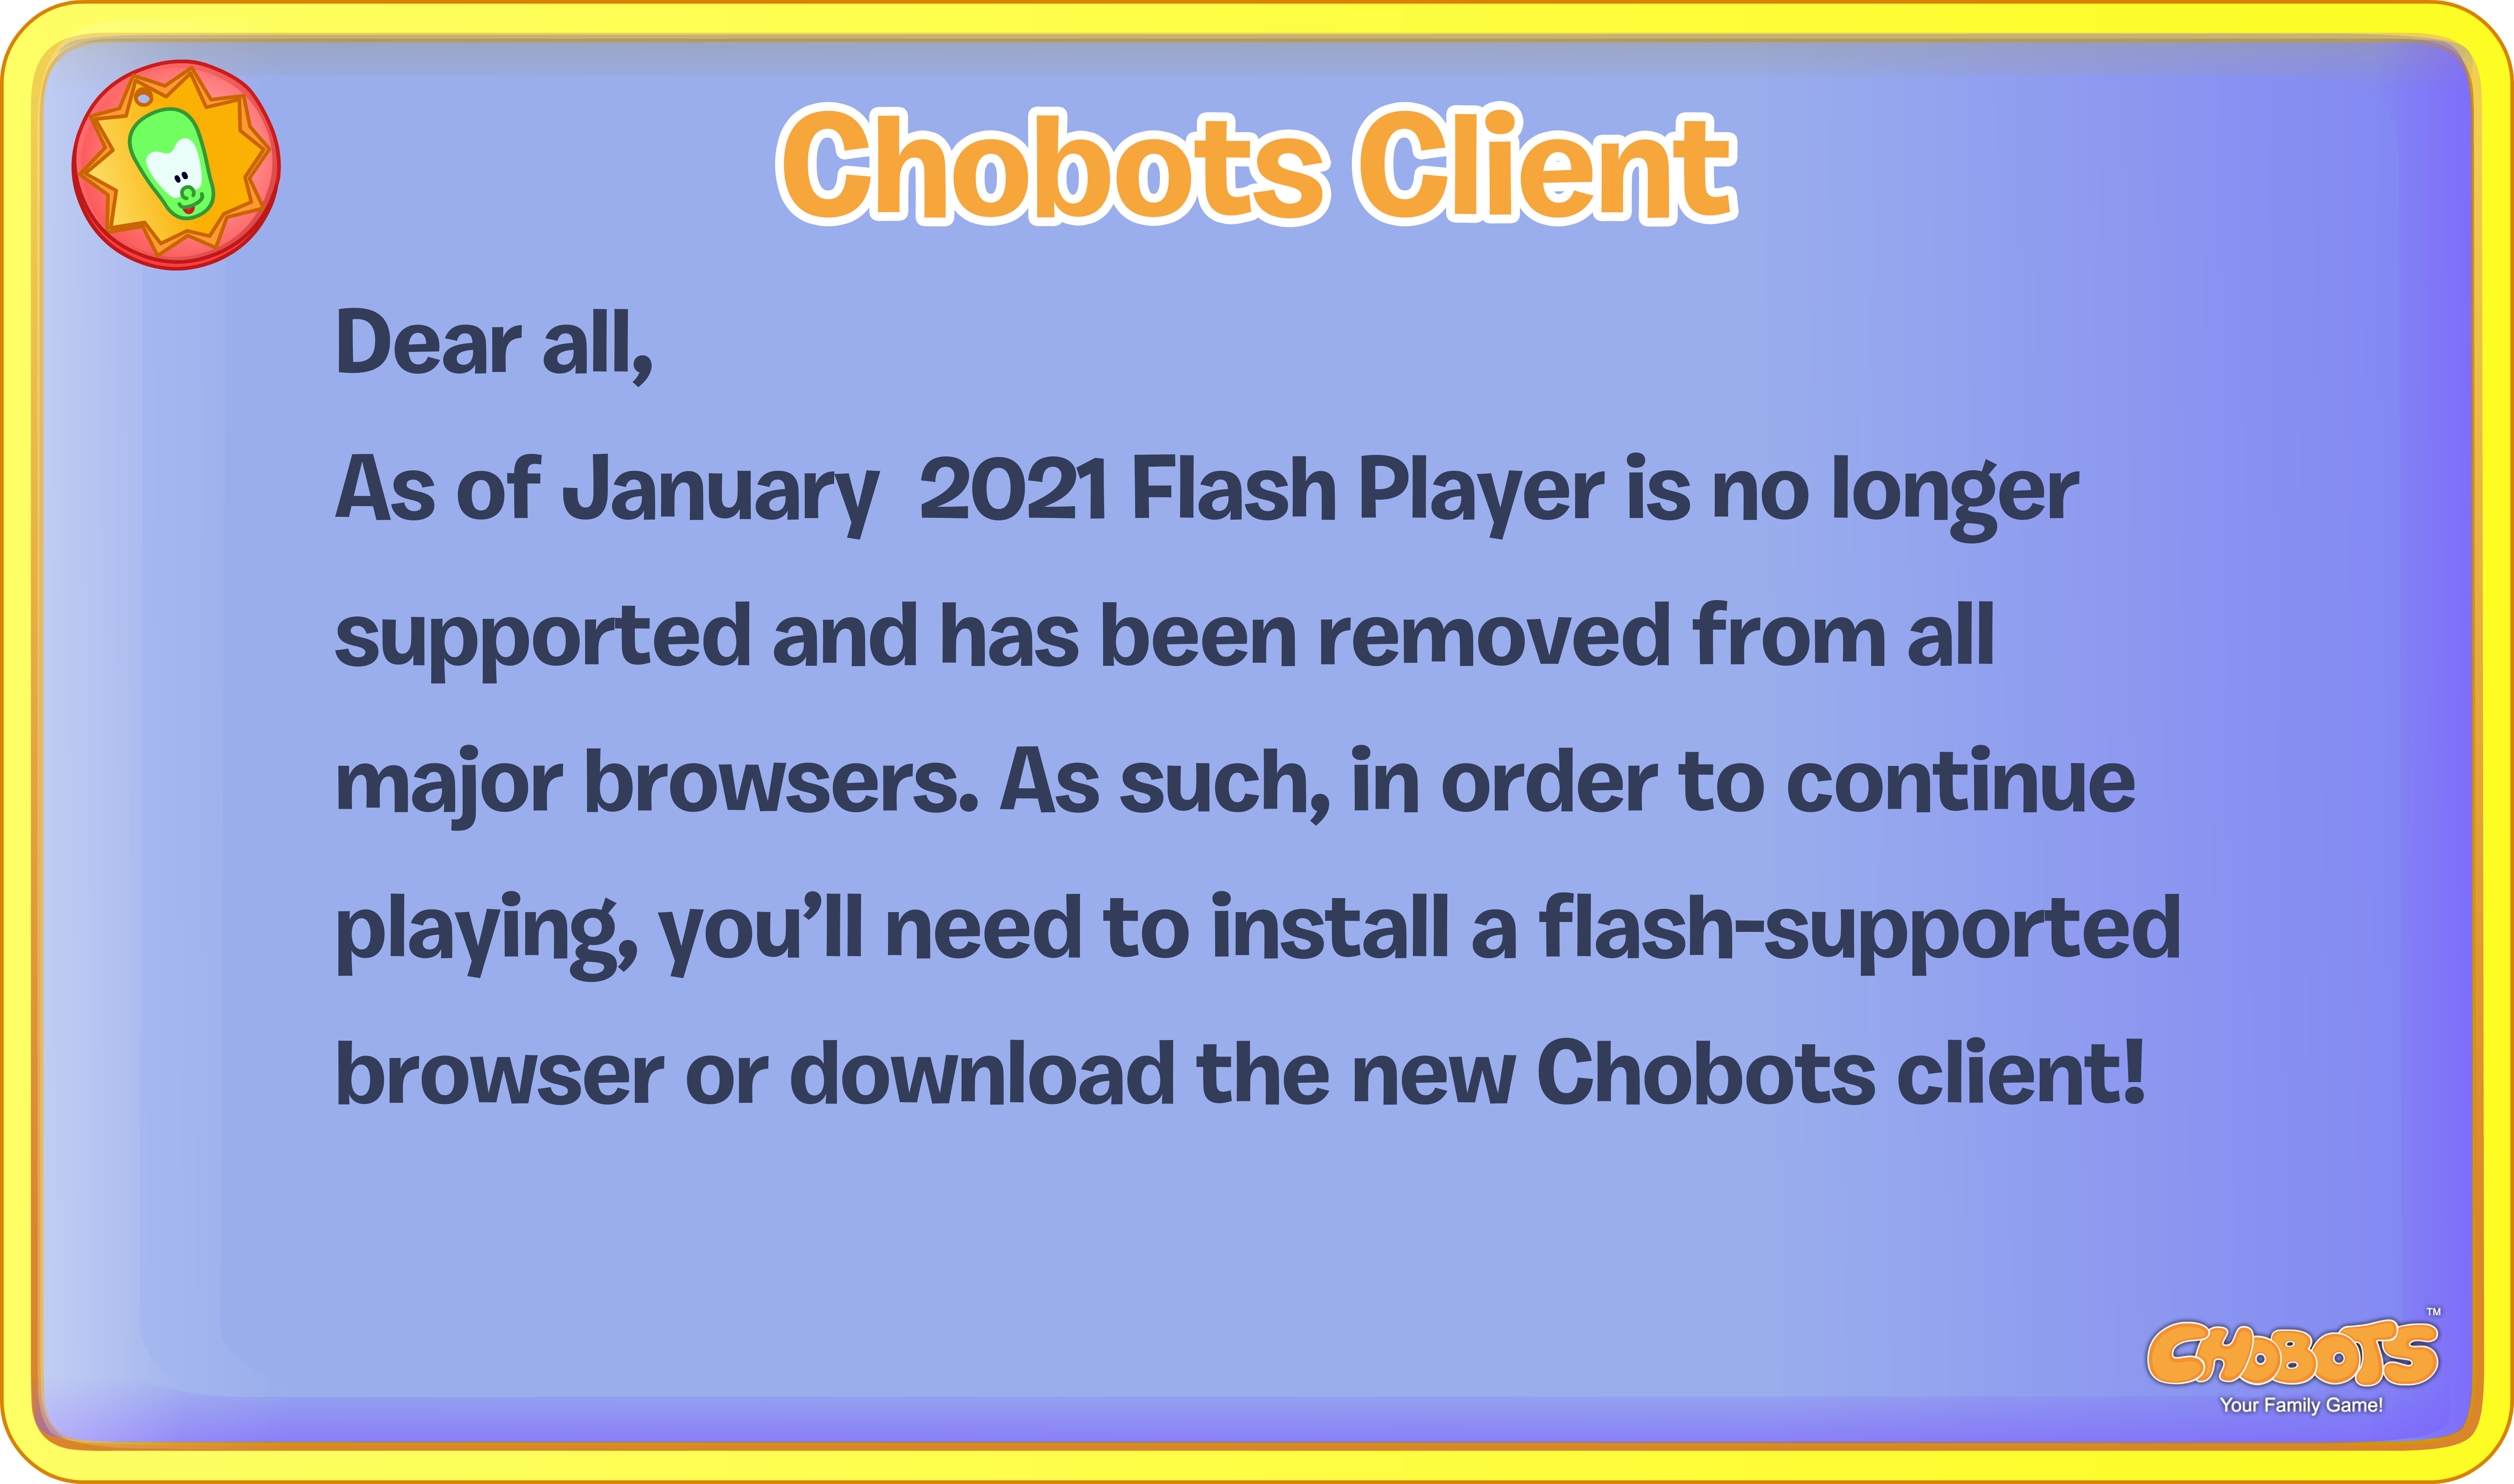 Chobots Client
Dear all,
As of January  2021 Flash Player is no longer
supported and has been removed from all
major browsers. As such, in order to continue
playing, you’ll need to install a flash-supported
browser or download the new Chobots client!
CHOBOTS™
Your Family Game!